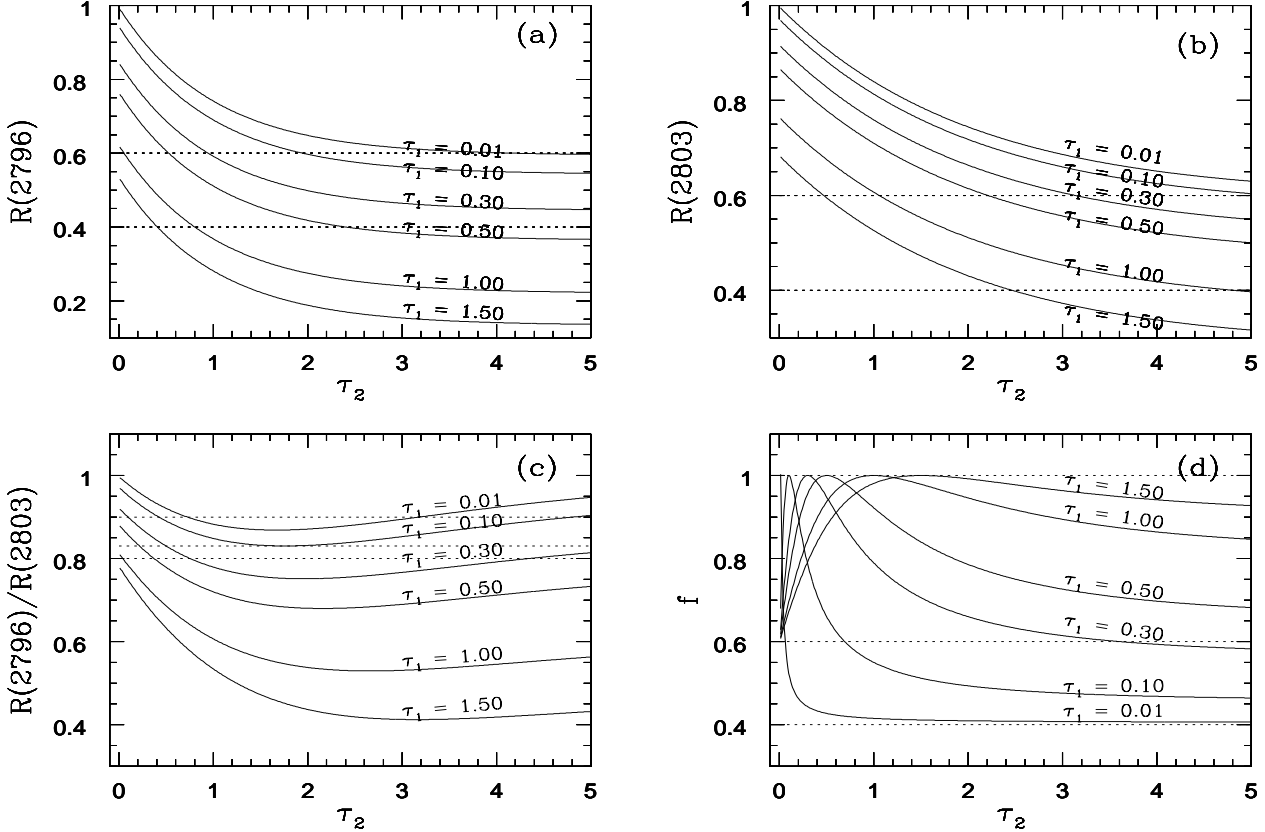 (a)
R(2796)
1
0.8
0.6
0.4
0.2
τ1 = 0.01
τ1 = 0.10
τ1 = 0.30
τ1 = 0.50
τ1 = 1.00
τ1 = 1.50
0 1 2 3 4 5
τ2
(b)
R(2803)
1
0.8
0.6
0.4
τ1 = 0.01
τ1 = 0.10
τ1 = 0.30
τ1 = 0.50
τ1 = 1.00
τ1 = 1.50
0 1 2 3 4 5
τ2
(c)
R(2796)/R(2803)
1
0.8
0.6
0.4
τ1 = 0.01
τ1 = 0.10
τ1 = 0.30
τ1 = 0.50
τ1 = 1.00
τ1 = 1.50
0 1 2 3 4 5
τ2
(d)
f
1
0.8
0.6
0.4
τ1 = 1.50
τ1 = 1.00
τ1 = 0.50
τ1 = 0.30
τ1 = 0.10
τ1 = 0.01
0 1 2 3 4 5
τ2